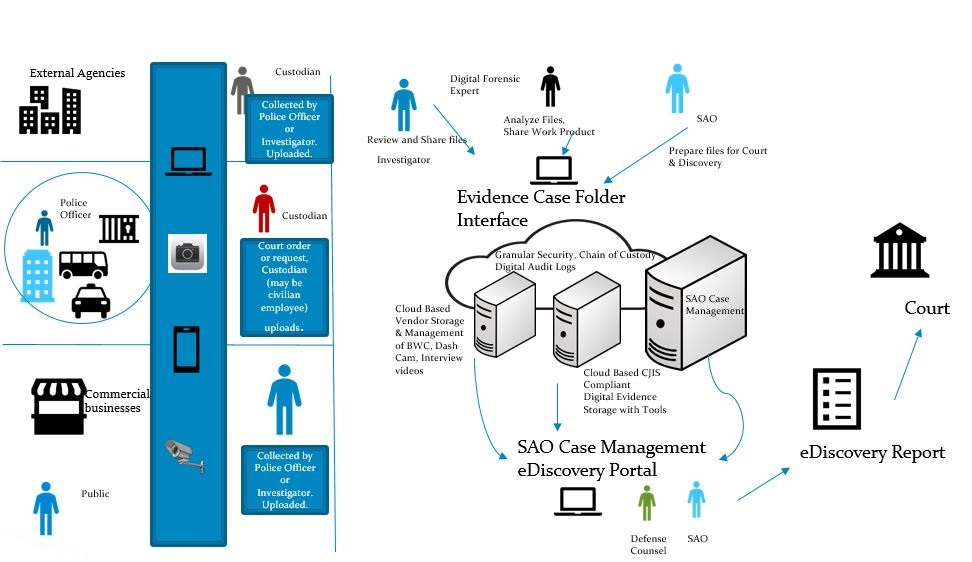 External Agencies
Custodian
Collected by
Police Officer
or
Investigator.
Uploaded.
Police
Officer
Custodian
Court order
or request,
Custodian
(may be
civilian
employee)
uploads.
Commercial
businesses
Collected by
Police Officer
or
Investigator.
Uploaded.
Public
Digital Forensic
Expert
Analyze Files,
Share Work Product
SAO
Review and Share files
Investigator
Prepare files for Court
& Discovery
Evidence Case Folder
Interface
Granular Security, Chain of Custody
Digital Audit Logs
SAO Case
Management
Cloud Based
Vendor Storage
& Management
of BWC, Dash
Cam, Interview
videos
Cloud Based CJIS
Compliant
Digital Evidence
Storage with Tools
SAO Case Management
eDiscovery Portal
Defense
Counsel
SAO
eDiscovery Report
Court